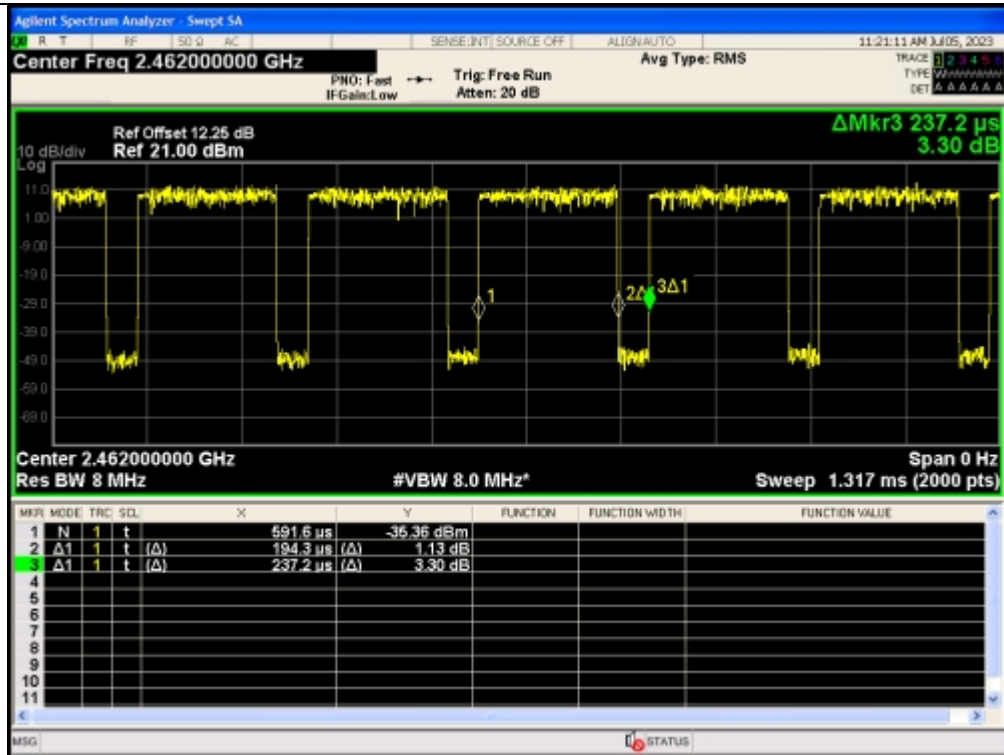 Agilent Spectrum Analyzer - Swept SA
R T RF 50 Ω AC SENSE:INT SOURCE OFF ALIGN AUTO 11:21:11 AM Jul 05, 2023
Center Freq 2.462000000 GHz
Avg Type: RMS
TRACE 1 2 3 4 5 6
PNO: Fast
Trig: Free Run
TYPE
IFGain:Low
Atten: 20 dB
DET A A A A A A
ΔMkr3 237.2 µs
3.30 dB
Ref Offset 12.25 dB
10 dB/div Ref 21.00 dBm
Log
11.0
1.00
-9.00
-19.0
-29.0
-39.0
-49.0
-59.0
-69.0
1
3Δ1
Center 2.462000000 GHz Span 0 Hz
Res BW 8 MHz #VBW 8.0 MHz* Sweep 1.317 ms (2000 pts)
MKR MODE TRC SCL X Y FUNCTION FUNCTION WIDTH FUNCTION VALUE
1 N 1 t 591.6 µs -35.36 dBm
2 Δ1 1 t (Δ) 194.3 µs (Δ) 1.13 dB
3 Δ1 1 t (Δ) 237.2 µs (Δ) 3.30 dB
4
5
6
7
8
9
10
11
MSG STATUS